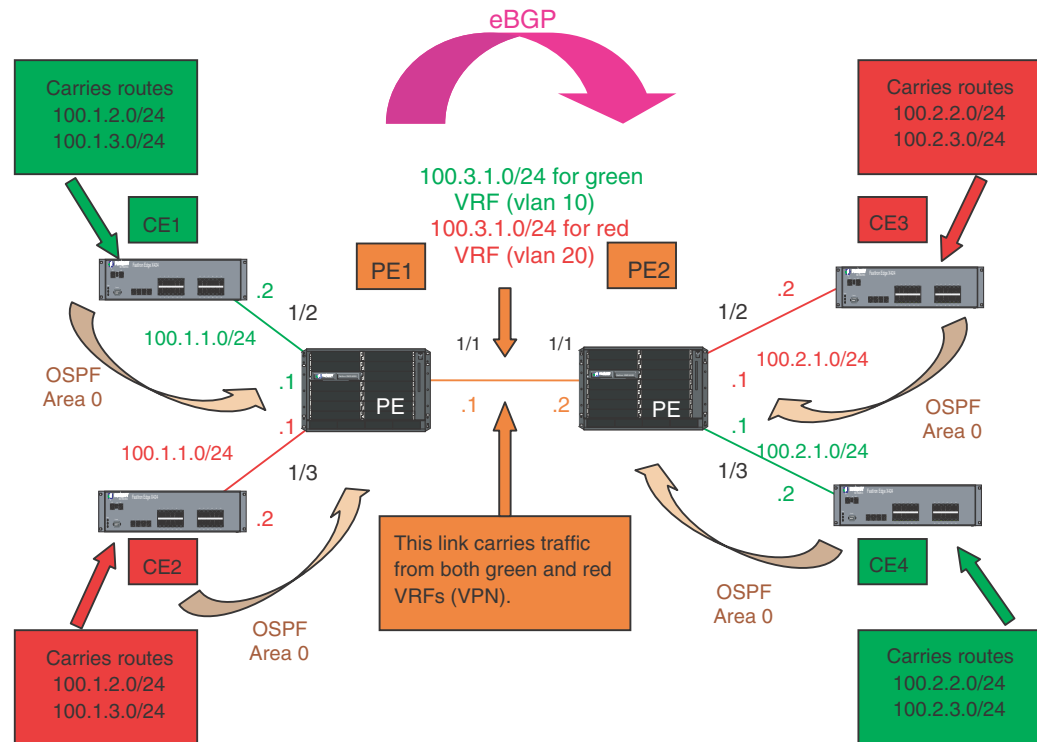 eBGP
Carries routes
100.1.2.0/24
100.1.3.0/24
Carries routes
100.2.2.0/24
100.2.3.0/24
100.3.1.0/24 for green
VRF (vlan 10)
100.3.1.0/24 for red
VRF (vlan 20)
CE1
CE3
PE1
PE2
.2
1/2
100.1.1.0/24
OSPF
Area 0
.1
PE
1/1
1/1
.1
.2
PE
.2
1/2
100.2.1.0/24
.1
OSPF
Area 0
.1
100.1.1.0/24
1/3
.2
.1
100.2.1.0/24
1/3
.2
CE2
OSPF
Area 0
This link carries traffic
from both green and red
VRFs (VPN).
CE4
OSPF
Area 0
Carries routes
100.1.2.0/24
100.1.3.0/24
Carries routes
100.2.2.0/24
100.2.3.0/24